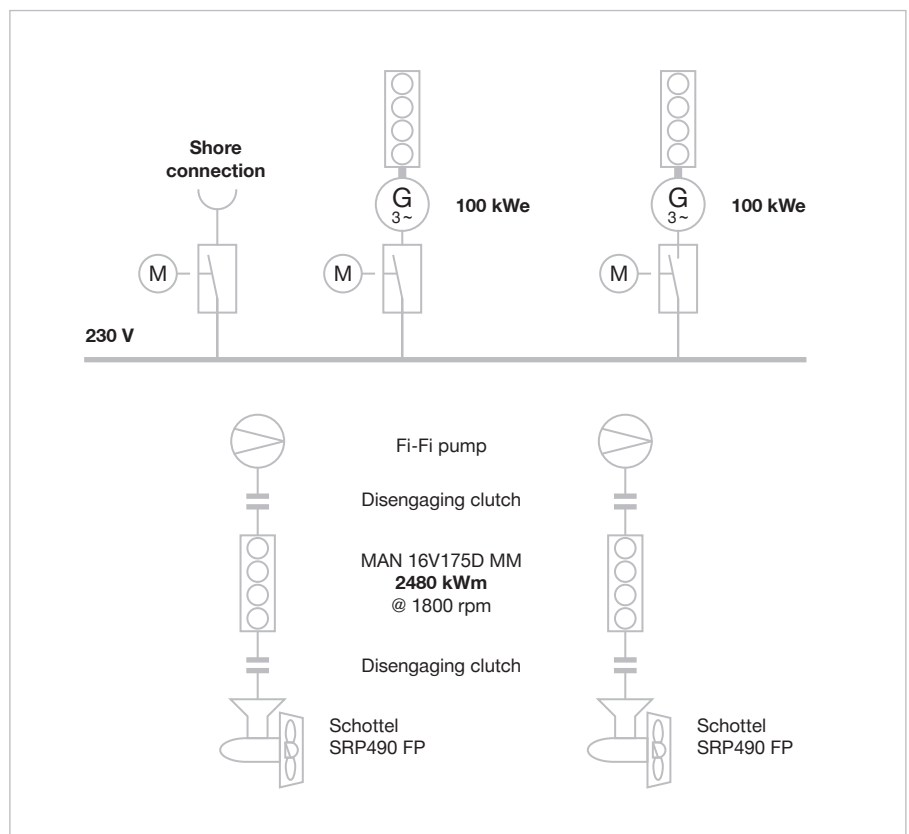 Shore
connection
G
3~
100 kWe
G
3~
100 kWe
M
M
M
230 V
Fi-Fi pump
Disengaging clutch
MAN 16V175D MM
2480 kWm
@ 1800 rpm
Disengaging clutch
Schottel
SRP490 FP
Schottel
SRP490 FP